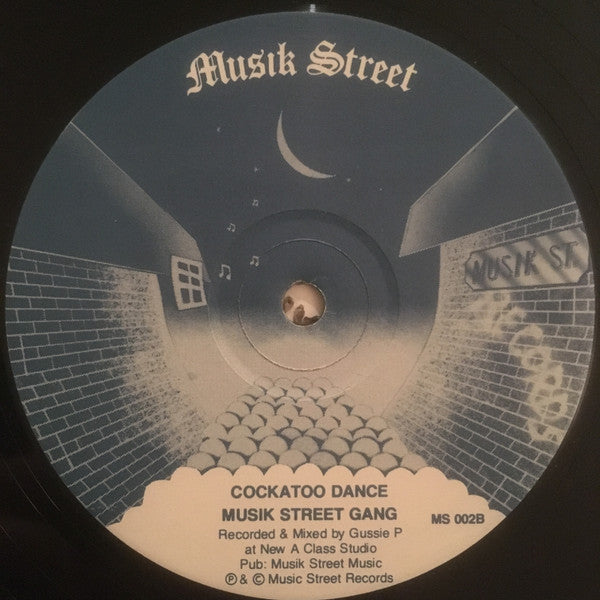 Musik Street
MUSIK ST.
Records
COCKATOO DANCE
MUSIK STREET GANG
MS 002B
Recorded & Mixed by Gussie P
at New A Class Studio
Pub: Musik Street Music
℗ & © Music Street Records